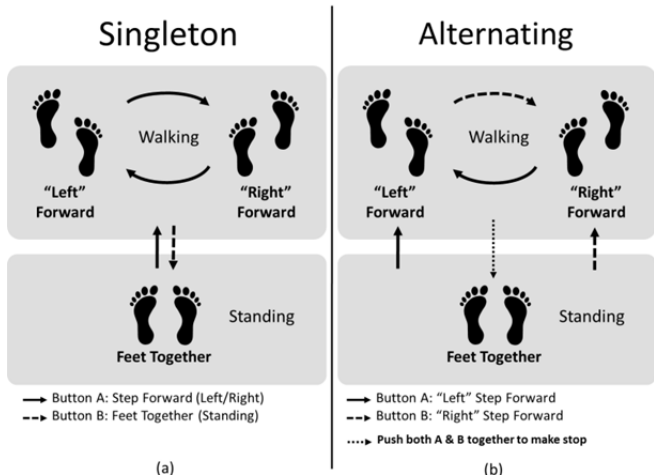 Singleton
Walking
“Left”
Forward
“Right”
Forward
Standing
Feet Together
Button A: Step Forward (Left/Right)
Button B: Feet Together (Standing)
(a)
Alternating
Walking
“Left”
Forward
“Right”
Forward
Standing
Feet Together
Button A: “Left” Step Forward
Button B: “Right” Step Forward
Push both A & B together to make stop
(b)